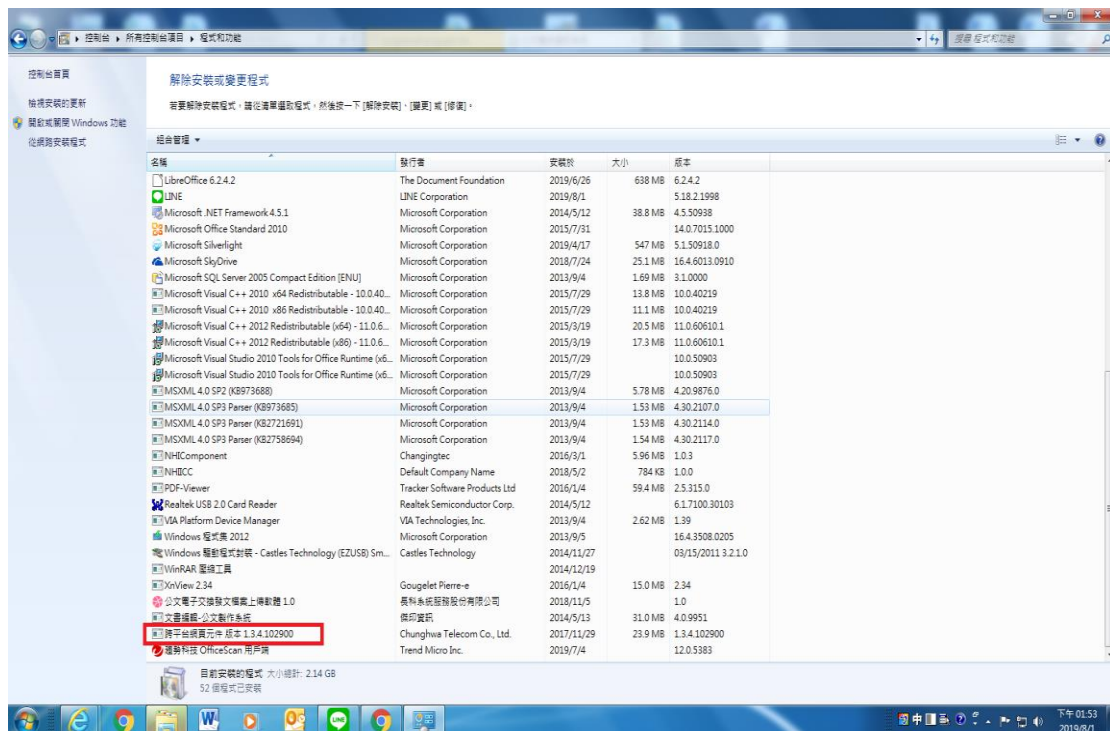 控制台 ▸ 所有控制台項目 ▸ 程式和功能
搜尋 程式和功能
控制台首頁
檢視安裝的更新
開啟或關閉 Windows 功能
從網路安裝程式
解除安裝或變更程式
若要解除安裝程式，請從清單選取程式，然後按一下 [解除安裝]、[變更] 或 [修復]。
組合管理
名稱 發行者 安裝於 大小 版本
LibreOffice 6.2.4.2 The Document Foundation 2019/6/26 638 MB 6.2.4.2
LINE LINE Corporation 2019/8/1 5.18.2.1998
Microsoft .NET Framework 4.5.1 Microsoft Corporation 2014/5/12 38.8 MB 4.5.50938
Microsoft Office Standard 2010 Microsoft Corporation 2015/7/31 14.0.7015.1000
Microsoft Silverlight Microsoft Corporation 2019/4/17 547 MB 5.1.50918.0
Microsoft SkyDrive Microsoft Corporation 2018/7/24 25.1 MB 16.4.6013.0910
Microsoft SQL Server 2005 Compact Edition [ENU] Microsoft Corporation 2013/9/4 1.69 MB 3.1.0000
Microsoft Visual C++ 2010 x64 Redistributable - 10.0.40... Microsoft Corporation 2015/7/29 13.8 MB 10.0.40219
Microsoft Visual C++ 2010 x86 Redistributable - 10.0.40... Microsoft Corporation 2015/7/29 11.1 MB 10.0.40219
Microsoft Visual C++ 2012 Redistributable (x64) - 11.0.6... Microsoft Corporation 2015/3/19 20.5 MB 11.0.60610.1
Microsoft Visual C++ 2012 Redistributable (x86) - 11.0.6... Microsoft Corporation 2015/3/19 17.3 MB 11.0.60610.1
Microsoft Visual Studio 2010 Tools for Office Runtime (x6... Microsoft Corporation 2015/7/29 10.0.50903
Microsoft Visual Studio 2010 Tools for Office Runtime (x6... Microsoft Corporation 2015/7/29 10.0.50903
MSXML 4.0 SP2 (KB973688) Microsoft Corporation 2013/9/4 5.78 MB 4.20.9876.0
MSXML 4.0 SP3 Parser (KB973685) Microsoft Corporation 2013/9/4 1.53 MB 4.30.2107.0
MSXML 4.0 SP3 Parser (KB2721691) Microsoft Corporation 2013/9/4 1.53 MB 4.30.2114.0
MSXML 4.0 SP3 Parser (KB2758694) Microsoft Corporation 2013/9/4 1.54 MB 4.30.2117.0
NHIComponent Changingtec 2016/3/1 5.96 MB 1.0.3
NHIICC Default Company Name 2018/5/2 784 KB 1.0.0
PDF-Viewer Tracker Software Products Ltd 2016/1/4 59.4 MB 2.5.315.0
Realtek USB 2.0 Card Reader Realtek Semiconductor Corp. 2014/5/12 6.1.7100.30103
VIA Platform Device Manager VIA Technologies, Inc. 2013/9/4 2.62 MB 1.39
Windows 程式集 2012 Microsoft Corporation 2013/9/5 16.4.3508.0205
Windows 驅動程式封裝 - Castles Technology (EZUSB) Sm... Castles Technology 2014/11/27 03/15/2011 3.2.1.0
WinRAR 壓縮工具 2014/12/19
XnView 2.34 Gougelet Pierre-e 2016/1/4 15.0 MB 2.34
公文電子交換發文檔案上傳軟體 1.0 長科系統服務股份有限公司 2018/11/5 1.0
文書編輯-公文製作系統 傑印資訊 2014/5/13 31.0 MB 4.0.9951
跨平台網頁元件 版本 1.3.4.102900 Chunghwa Telecom Co., Ltd. 2017/11/29 23.9 MB 1.3.4.102900
趨勢科技 OfficeScan 用戶端 Trend Micro Inc. 2019/7/4 12.0.5383
目前安裝的程式 大小總計: 2.14 GB
52 個程式已安裝
中
下午 01:53
2019/8/1